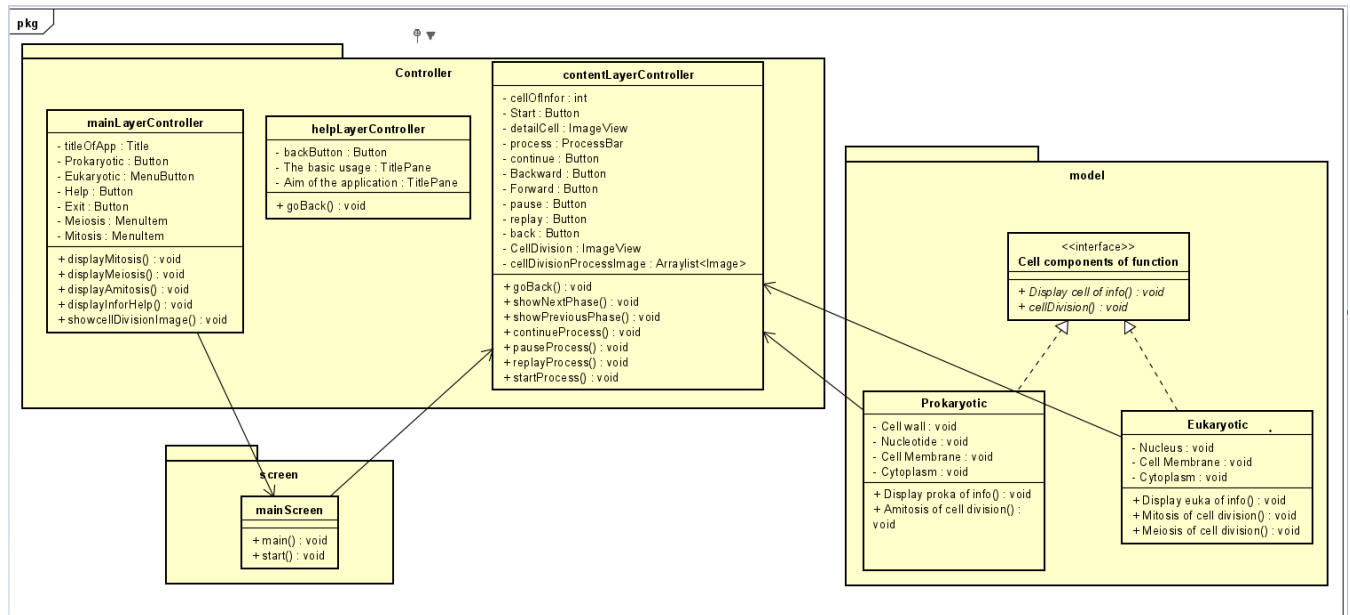 pkg
Controller
mainLayerController
- titleOfApp : Title
- Prokaryotic : Button
- Eukaryotic : MenuButton
- Help : Button
- Exit : Button
- Meiosis : MenuItem
- Mitosis : MenuItem
+ displayMitosis() : void
+ displayMeiosis() : void
+ displayAmitosis() : void
+ displayInforHelp() : void
+ showcellDivisionImage() : void
helpLayerController
- backButton : Button
- The basic usage : TitlePane
- Aim of the application : TitlePane
+ goBack() : void
contentLayerController
- cellOfInfor : int
- Start : Button
- detailCell : ImageView
- process : ProcessBar
- continue : Button
- Backward : Button
- Forward : Button
- pause : Button
- replay : Button
- back : Button
- CellDivision : ImageView
- cellDivisionProcessImage : Arraylist<Image>
+ goBack() : void
+ showNextPhase() : void
+ showPreviousPhase() : void
+ continueProcess() : void
+ pauseProcess() : void
+ replayProcess() : void
+ startProcess() : void
screen
mainScreen
+ main() : void
+ start() : void
model
<<interface>>
Cell components of function
+ Display cell of info() : void
+ cellDivision() : void
Prokaryotic
- Cell wall : void
- Nucleotide : void
- Cell Membrane : void
- Cytoplasm : void
+ Display proka of info() : void
+ Amitosis of cell division() :
void
Eukaryotic
- Nucleus : void
- Cell Membrane : void
- Cytoplasm : void
+ Display euka of info() : void
+ Mitosis of cell division() : void
+ Meiosis of cell division() : void